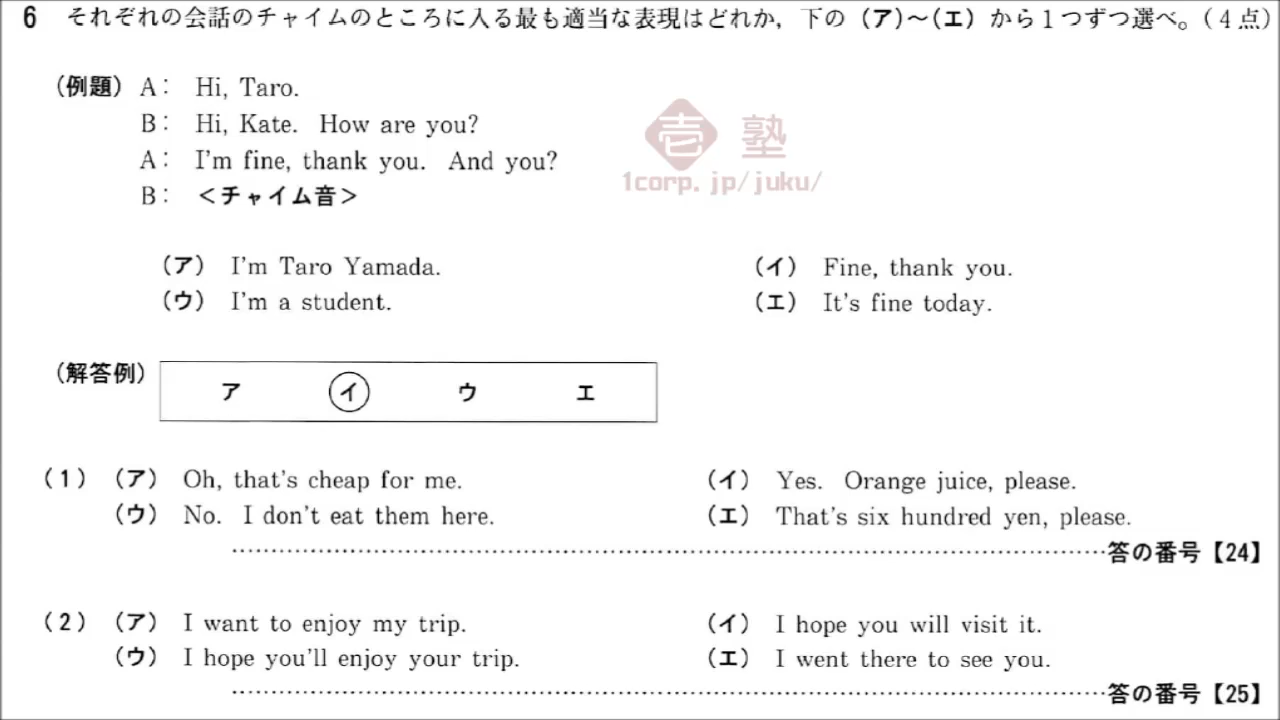 6 それぞれの会話のチャイムのところに入る最も適当な表現はどれか，下の（ア）～（エ）から1つずつ選べ。（4点）
（例題） A： Hi, Taro.
B： Hi, Kate. How are you?
A： I'm fine, thank you. And you?
B： ＜チャイム音＞
壱 塾
1corp.jp/juku/
（ア） I'm Taro Yamada. （イ） Fine, thank you.
（ウ） I'm a student. （エ） It's fine today.
（解答例） ア イ ウ エ
（1） （ア） Oh, that's cheap for me. （イ） Yes. Orange juice, please.
（ウ） No. I don't eat them here. （エ） That's six hundred yen, please.
……………………………………………………………………答の番号【24】
（2） （ア） I want to enjoy my trip. （イ） I hope you will visit it.
（ウ） I hope you'll enjoy your trip. （エ） I went there to see you.
……………………………………………………………………答の番号【25】